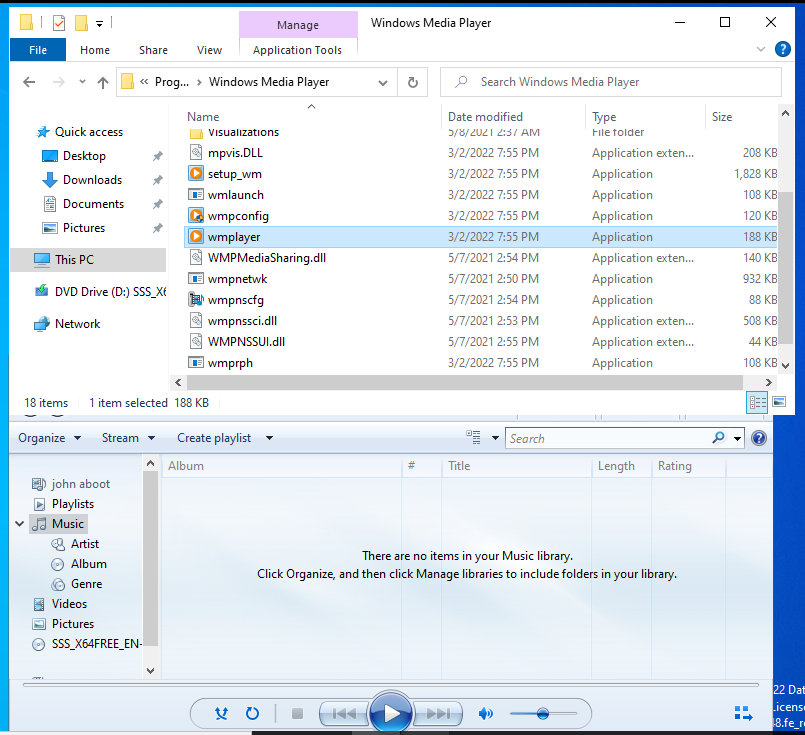 Manage
Windows Media Player
File
Home
Share
View
Application Tools
« Prog... > Windows Media Player
Search Windows Media Player
Name
Date modified
Type
Size
Quick access
Desktop
Downloads
Documents
Pictures
This PC
DVD Drive (D:) SSS_X6
Network
Visualizations 5/8/2021 2:37 AM File folder
mpvis.DLL 3/2/2022 7:55 PM Application exten... 208 KB
setup_wm 3/2/2022 7:55 PM Application 1,828 KB
wmlaunch 3/2/2022 7:55 PM Application 108 KB
wmpconfig 3/2/2022 7:55 PM Application 120 KB
wmplayer 3/2/2022 7:55 PM Application 188 KB
WMPMediaSharing.dll 5/7/2021 2:54 PM Application exten... 140 KB
wmpnetwk 5/7/2021 2:50 PM Application 932 KB
wmpnscfg 5/7/2021 2:54 PM Application 88 KB
wmpnssci.dll 5/7/2021 2:53 PM Application exten... 508 KB
WMPNSSUI.dll 5/7/2021 2:55 PM Application exten... 44 KB
wmprph 3/2/2022 7:55 PM Application 108 KB
18 items
1 item selected 188 KB
Organize
Stream
Create playlist
Search
Album
#
Title
Length
Rating
john aboot
Playlists
Music
Artist
Album
Genre
Videos
Pictures
SSS_X64FREE_EN-
There are no items in your Music library.
Click Organize, and then click Manage libraries to include folders in your library.
22 Dat
License
8.fe_re